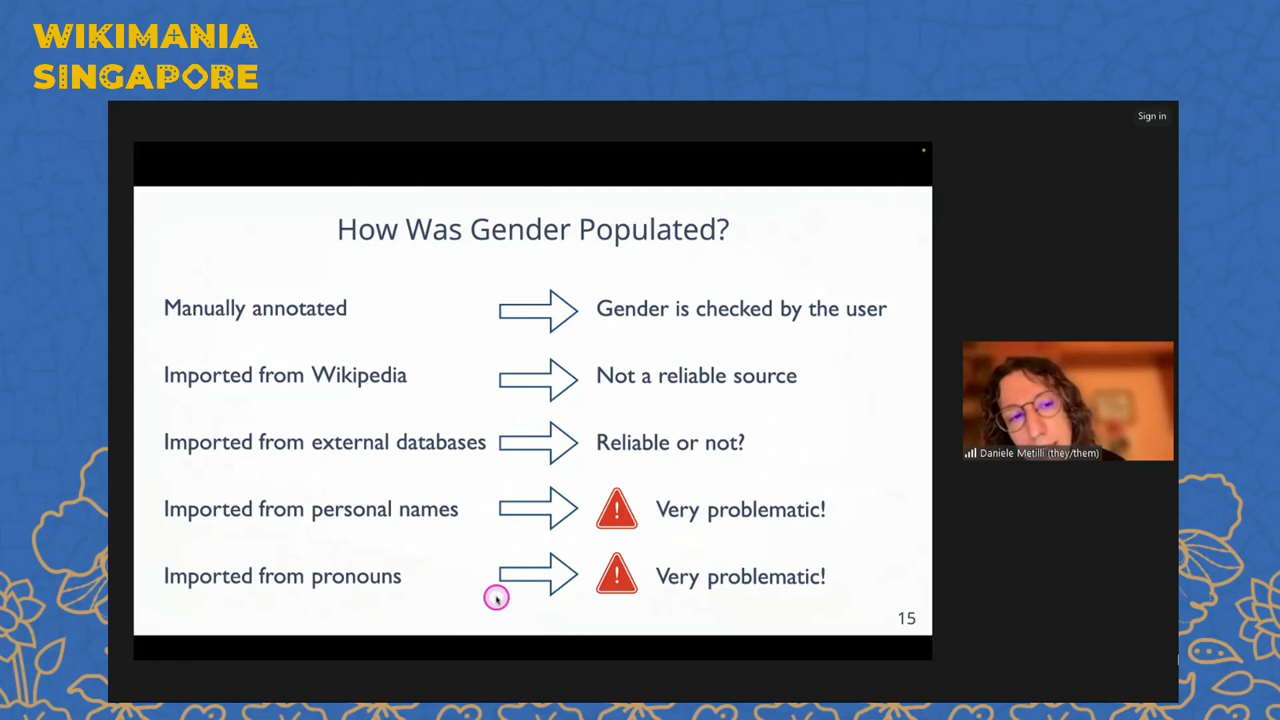 WIKIMANIA
SINGAPORE
Sign in
How Was Gender Populated?
Manually annotated
Gender is checked by the user
Imported from Wikipedia
Not a reliable source
Imported from external databases
Reliable or not?
Imported from personal names
! Very problematic!
Imported from pronouns
! Very problematic!
15
Daniele Metilli (they/them)